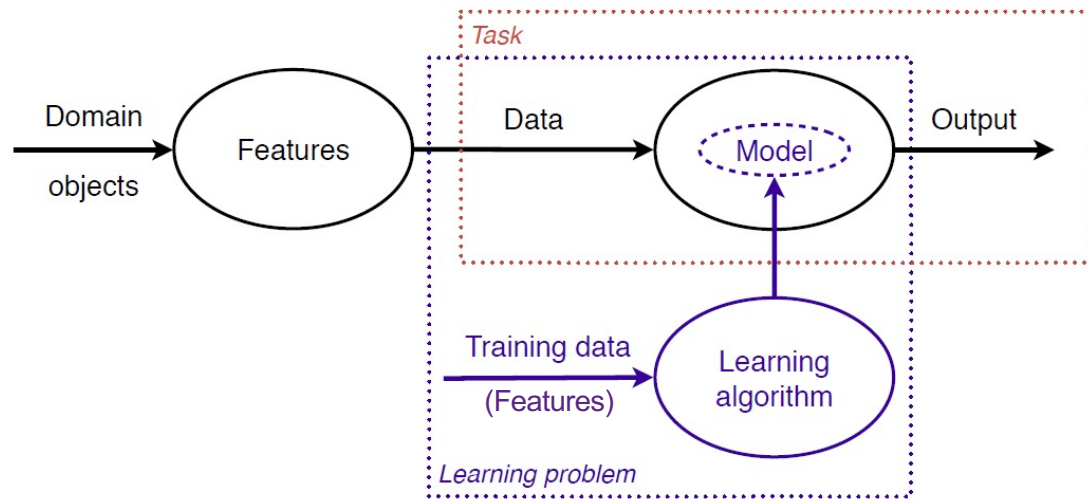 Task
Domain
objects
Features
Data
Model
Output
Training data
(Features)
Learning
algorithm
Learning problem